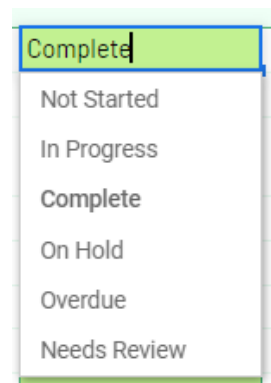 Complete
Not Started
In Progress
Complete
On Hold
Overdue
Needs Review